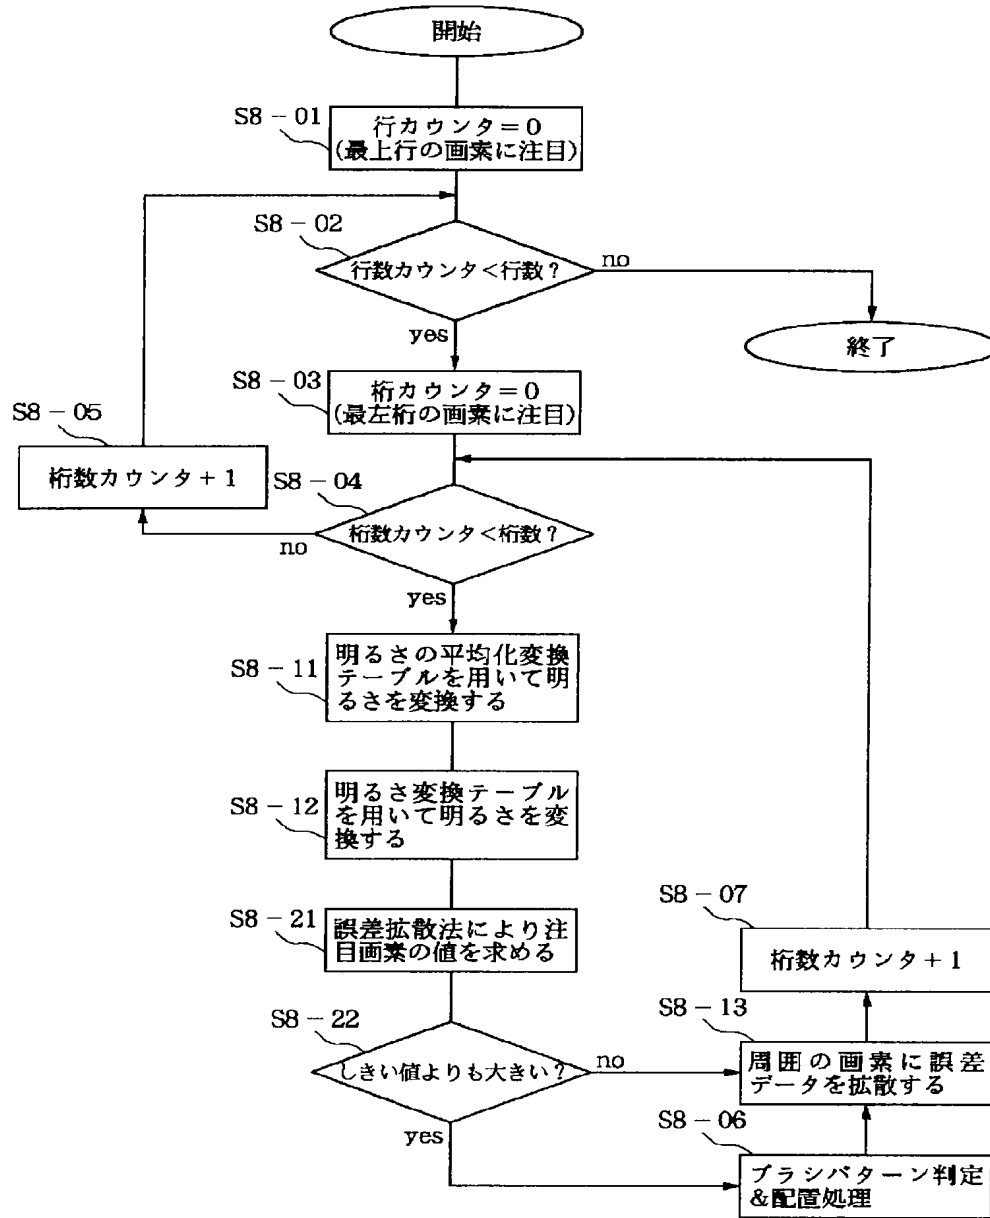 開始
S8-01
行カウンタ=0
(最上行の画素に注目)
S8-02
行数カウンタ<行数?
no
yes
終了
S8-03
桁カウンタ=0
(最左桁の画素に注目)
S8-05
桁数カウンタ+1
S8-04
桁数カウンタ<桁数?
no
yes
S8-11
明るさの平均化変換
テーブルを用いて明
るさを変換する
S8-12
明るさ変換テーブル
を用いて明るさを変
換する
S8-21
誤差拡散法により注
目画素の値を求める
S8-07
桁数カウンタ+1
S8-22
しきい値よりも大きい?
no
yes
S8-13
周囲の画素に誤差
データを拡散する
S8-06
ブラシパターン判定
&配置処理